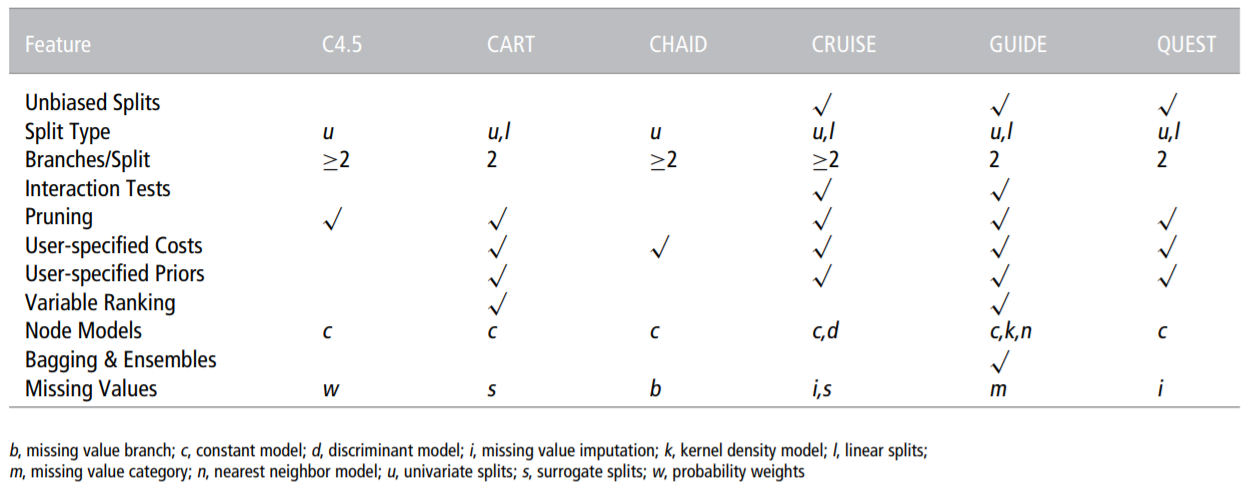 Feature C4.5 CART CHAID CRUISE GUIDE QUEST
Unbiased Splits √ √ √
Split Type u u,l u u,l u,l u,l
Branches/Split ≥2 2 ≥2 ≥2 2 2
Interaction Tests √ √
Pruning √ √ √ √ √
User-specified Costs √ √ √ √ √
User-specified Priors √ √ √ √
Variable Ranking √ √
Node Models c c c c,d c,k,n c
Bagging & Ensembles √
Missing Values w s b i,s m i
b, missing value branch; c, constant model; d, discriminant model; i, missing value imputation; k, kernel density model; l, linear splits;
m, missing value category; n, nearest neighbor model; u, univariate splits; s, surrogate splits; w, probability weights